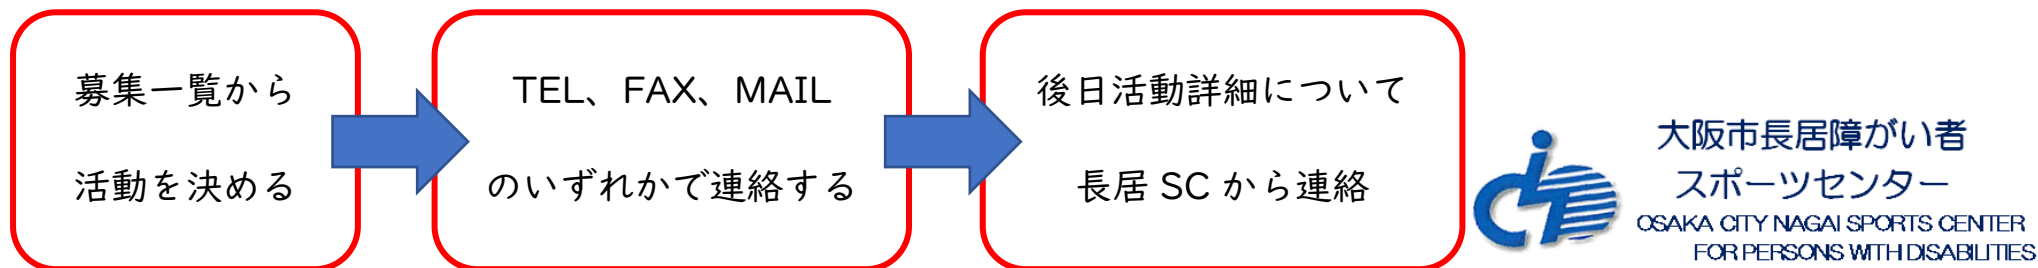 募集一覧から
活動を決める
TEL、FAX、MAIL
のいずれかで連絡する
後日活動詳細について
長居 SC から連絡
大阪市長居障がい者
スポーツセンター
OSAKA CITY NAGAI SPORTS CENTER
FOR PERSONS WITH DISABILITIES